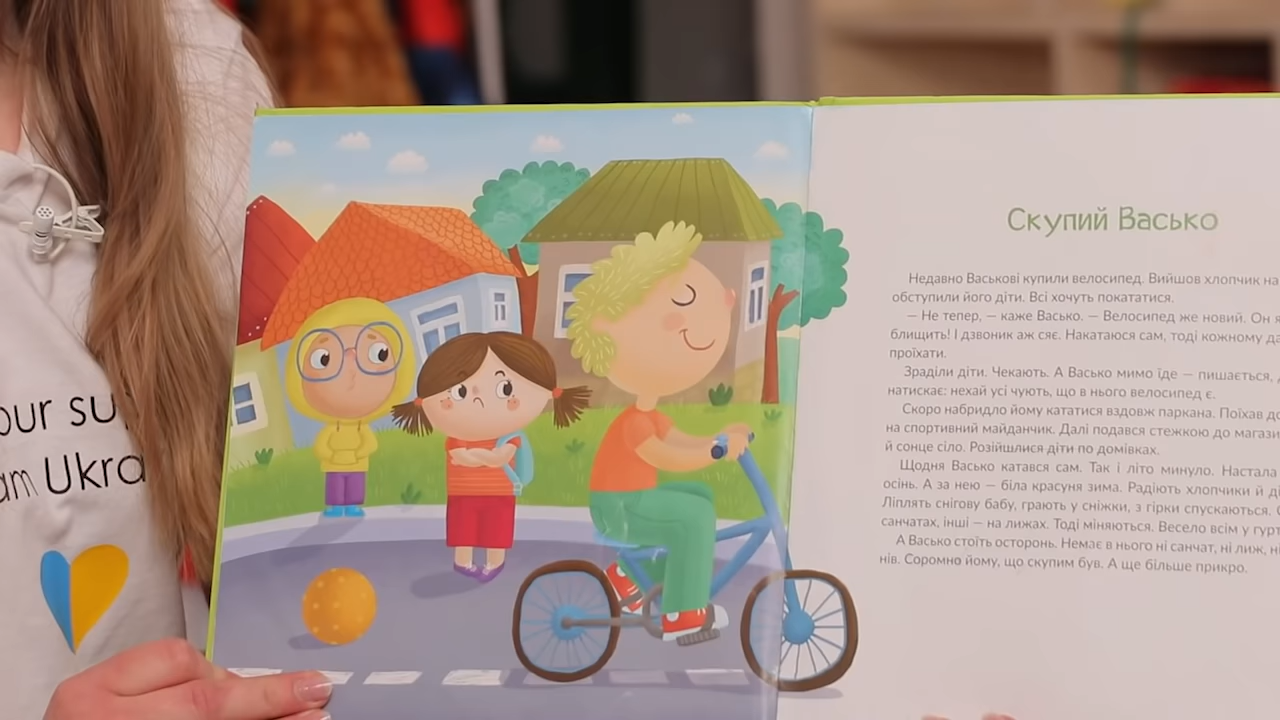 our su
am Ukra
Скупий Васько
Недавно Васькові купили велосипед. Вийшов хлопчик на
обступили його діти. Всі хочуть покататися.
— Не тепер, — каже Васько. — Велосипед же новий. Он я
блищить! І дзвоник аж сяє. Накатаюся сам, тоді кожному да
проїхати.
Зраділи діти. Чекають. А Васько мимо їде — пишається,
натискає: нехай усі чують, що в нього велосипед є.
Скоро набридло йому кататися вздовж паркана. Поїхав до
на спортивний майданчик. Далі подався стежкою до магази
й сонце сіло. Розійшлися діти по домівках.
Щодня Васько катався сам. Так і літо минуло. Настала
осінь. А за нею — біла красуня зима. Радіють хлопчики й ді
Ліплять снігову бабу, грають у сніжки, з гірки спускаються.
санчатах, інші — на лижах. Тоді міняються. Весело всім у гурт
А Васько стоїть осторонь. Немає в нього ні санчат, ні лиж, ні
нів. Соромно йому, що скупим був. А ще більше прикро.